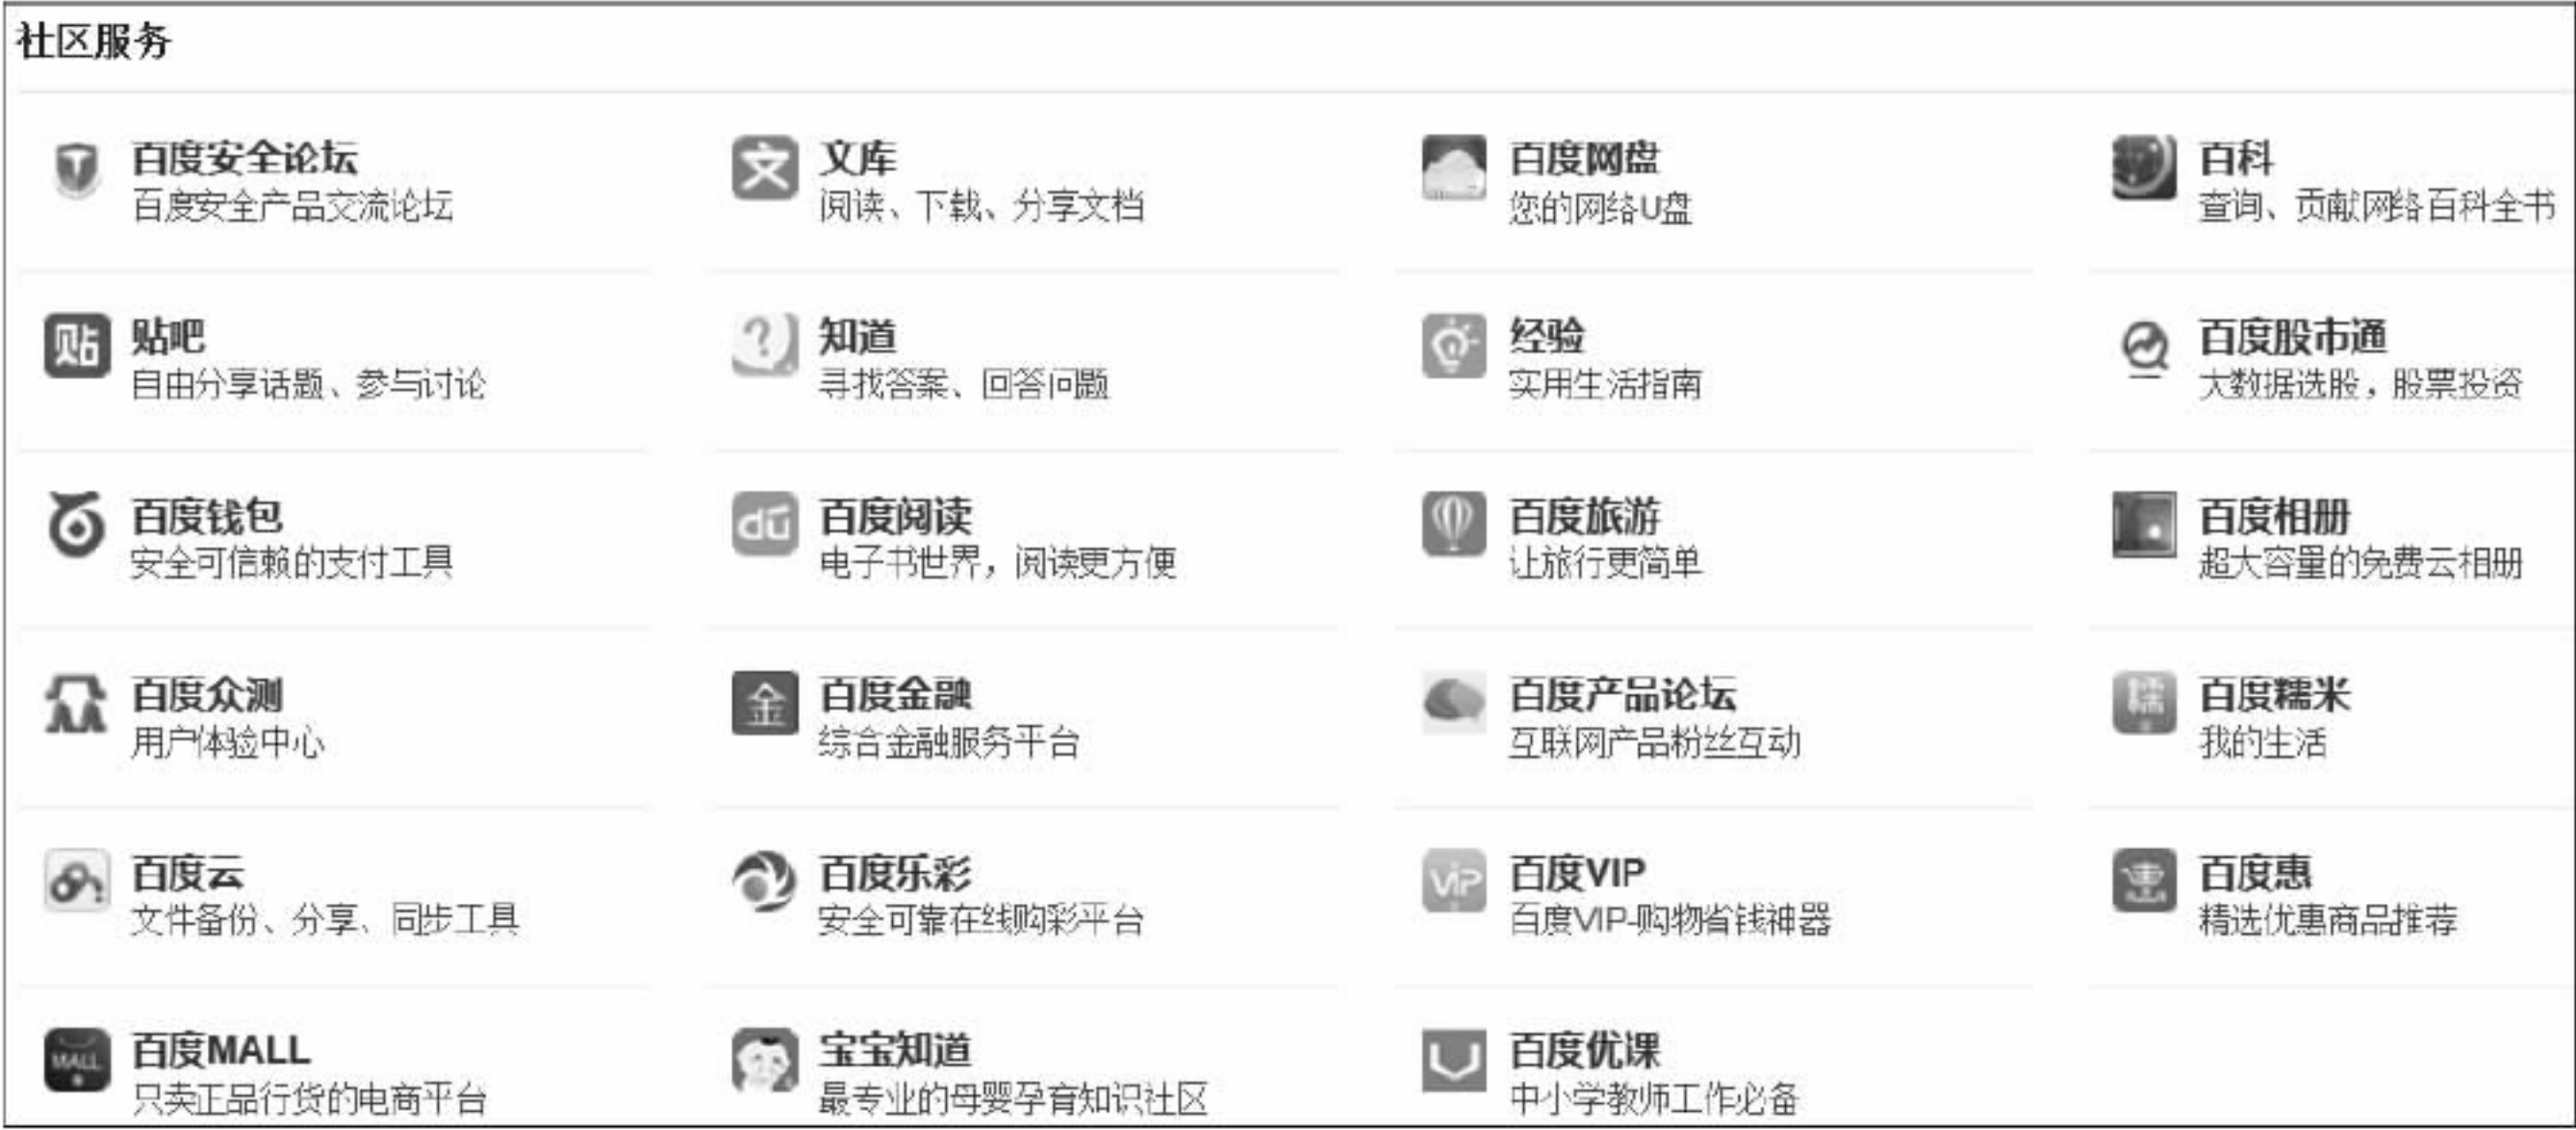 社区服务
百度安全论坛
百度安全产品交流论坛
文库
阅读、下载、分享文档
百度网盘
您的网络U盘
百科
查询、贡献网络百科全书
贴
贴吧
自由分享话题、参与讨论
知道
寻找答案、回答问题
经验
实用生活指南
百度股市通
大数据选股，股票投资
百度钱包
安全可信赖的支付工具
du
百度阅读
电子书世界，阅读更方便
百度旅游
让旅行更简单
百度相册
超大容量的免费云相册
百度众测
用户体验中心
金
百度金融
综合金融服务平台
百度产品论坛
互联网产品粉丝互动
糯
百度糯米
我的生活
百度云
文件备份、分享、同步工具
百度乐彩
安全可靠在线购彩平台
VIP
百度VIP
百度VIP-购物省钱神器
惠
百度惠
精选优惠商品推荐
MALL
百度MALL
只卖正品行货的电商平台
宝宝知道
最专业的母婴孕育知识社区
百度优课
中小学教师工作必备